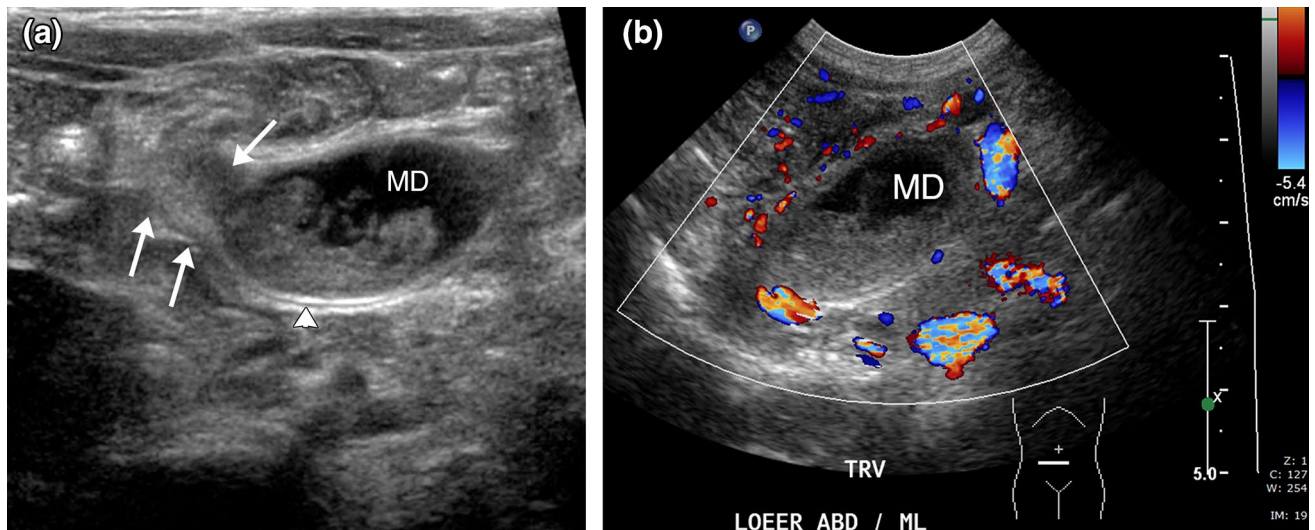 (a)
MD
(b)
P
MD
-5.4
cm/s
x
5.0
TRV
LOEER ABD / ML
Z: 1
C: 127
W: 254
IM: 19